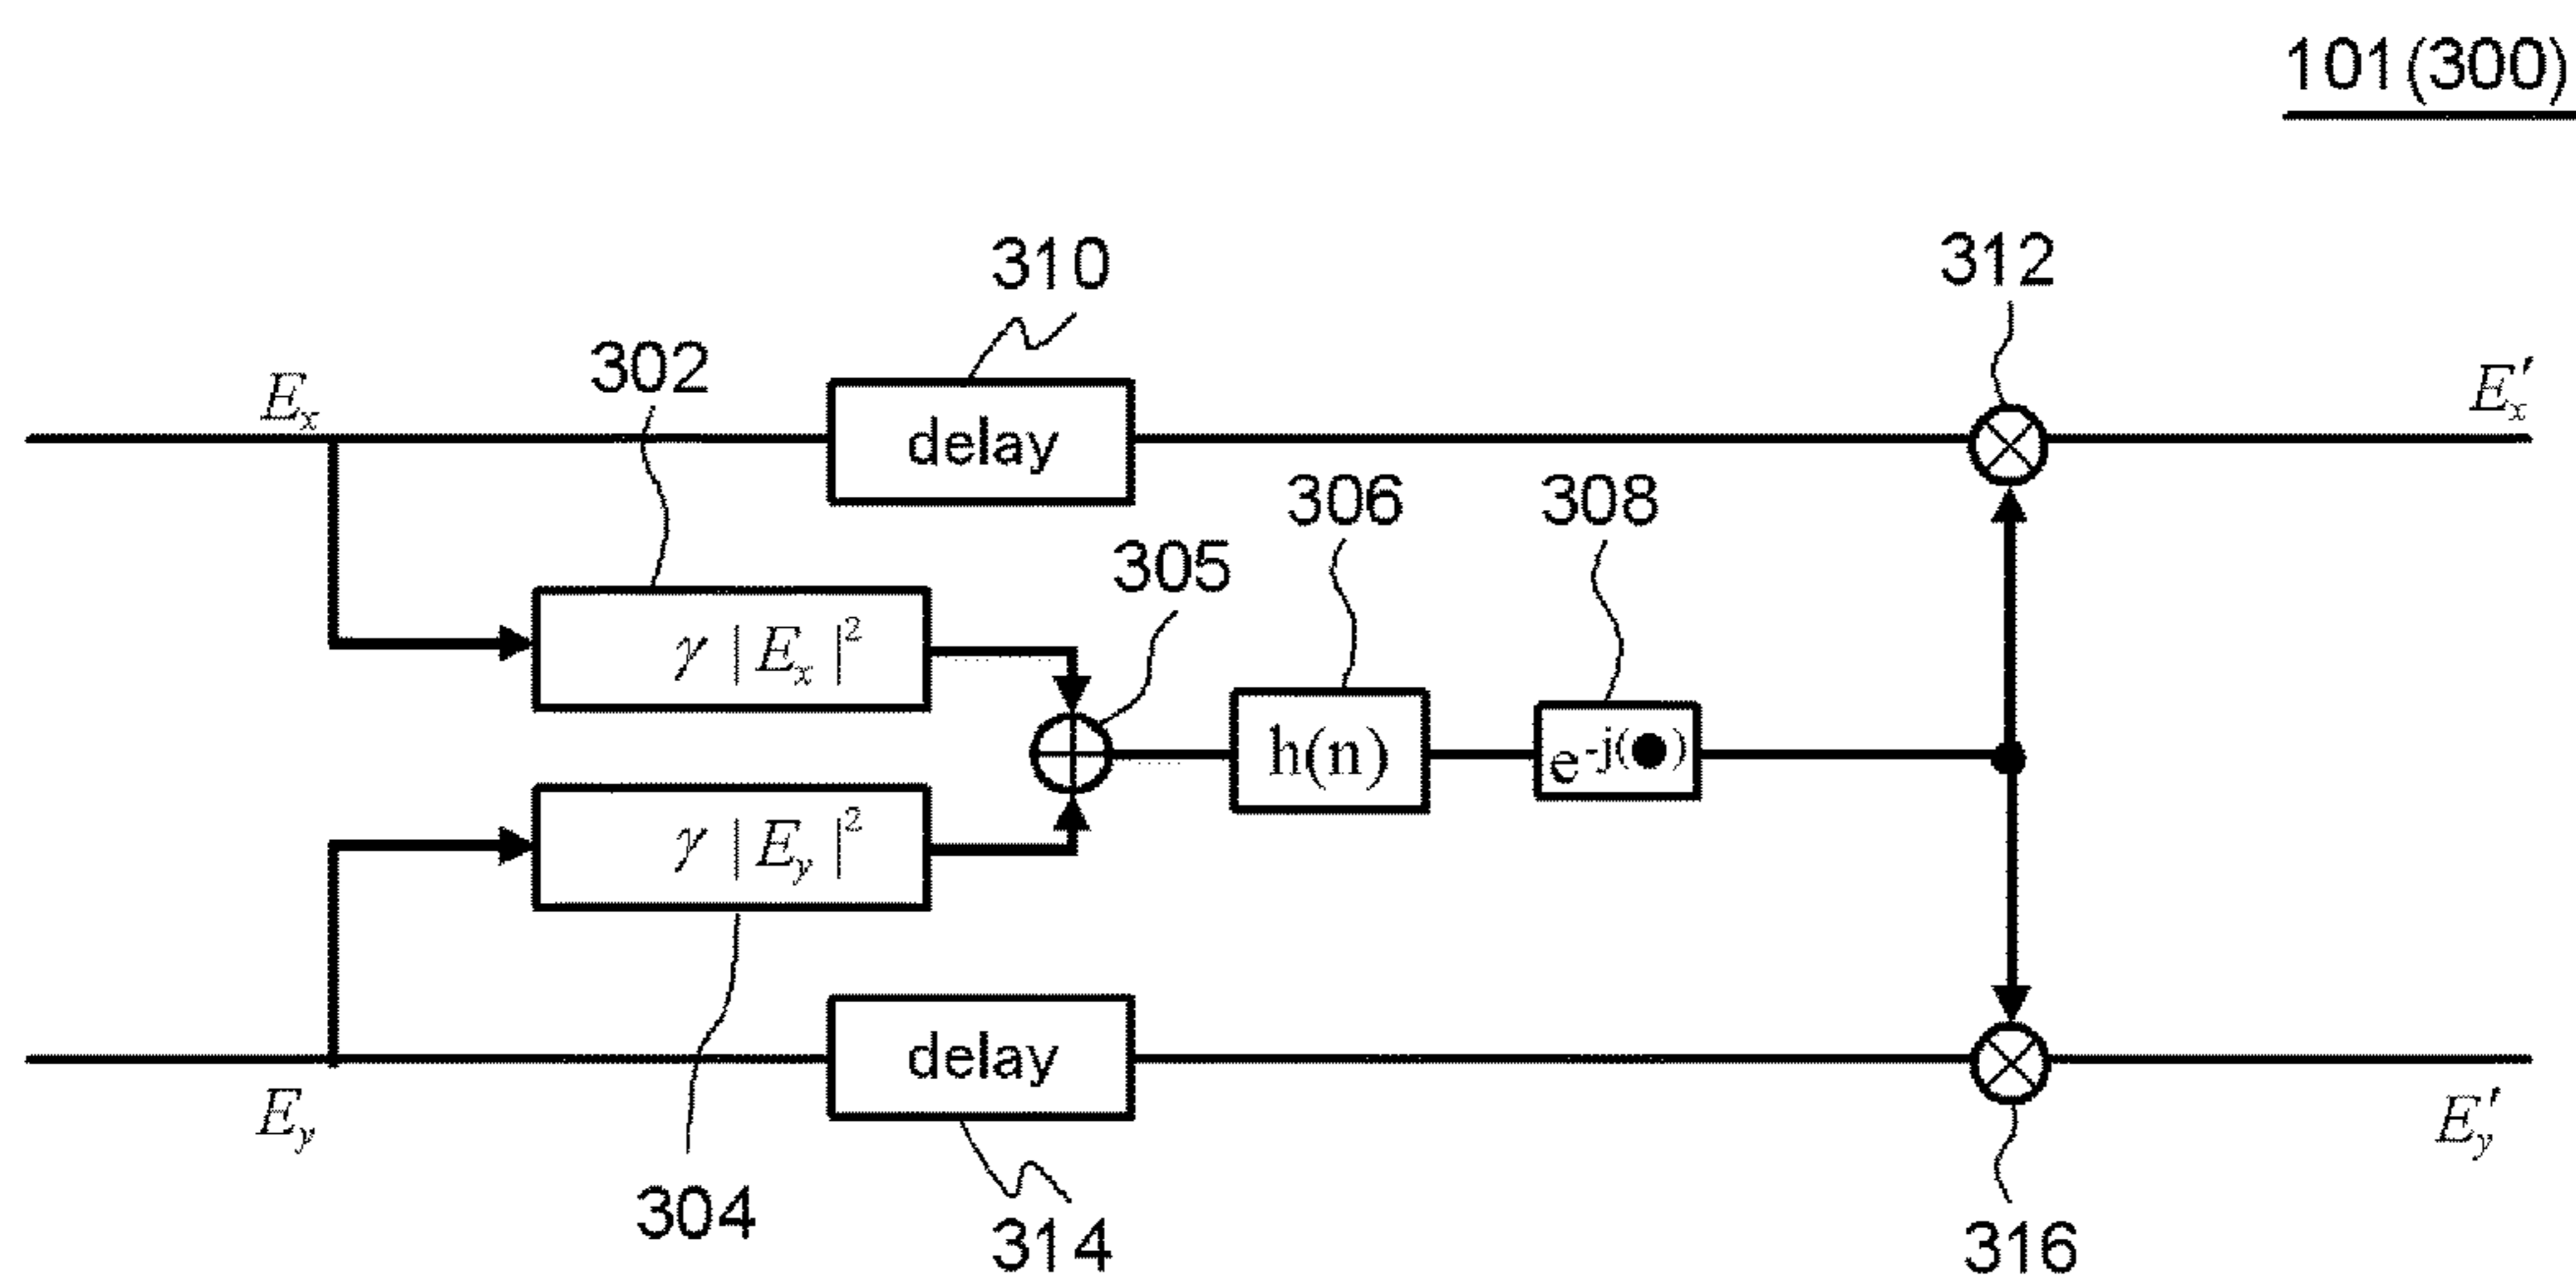 101(300)
310
312
302
E_x
E'_x
delay
306
308
305
γ |E_x|²
h(n)
e^-j(●)
γ |E_y|²
delay
E_y
E'_y
304
314
316